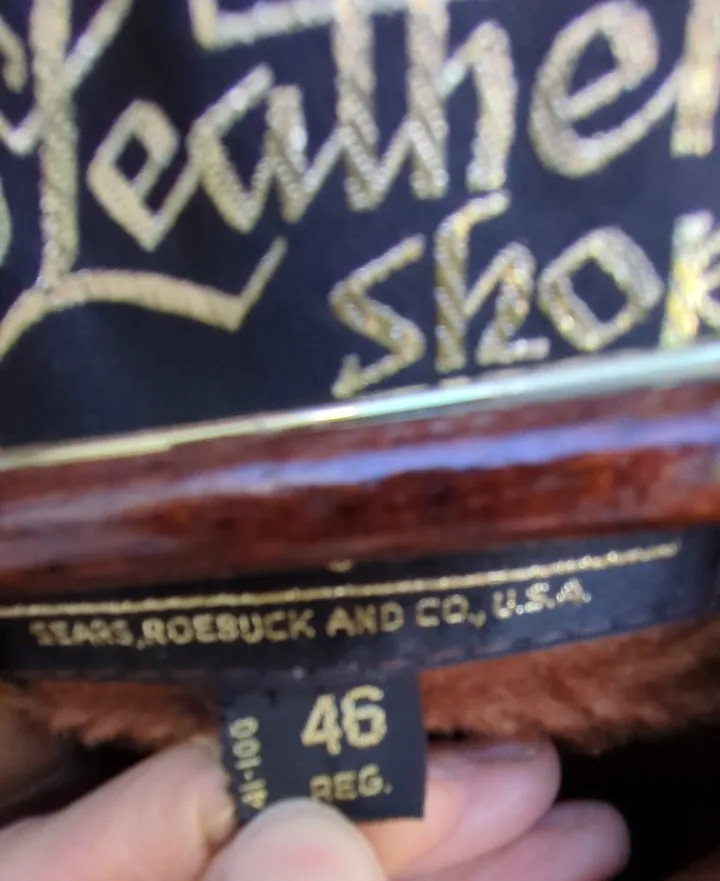 Leather
Shop
SEARS, ROEBUCK AND CO., U.S.A.
46
REG.
41-100